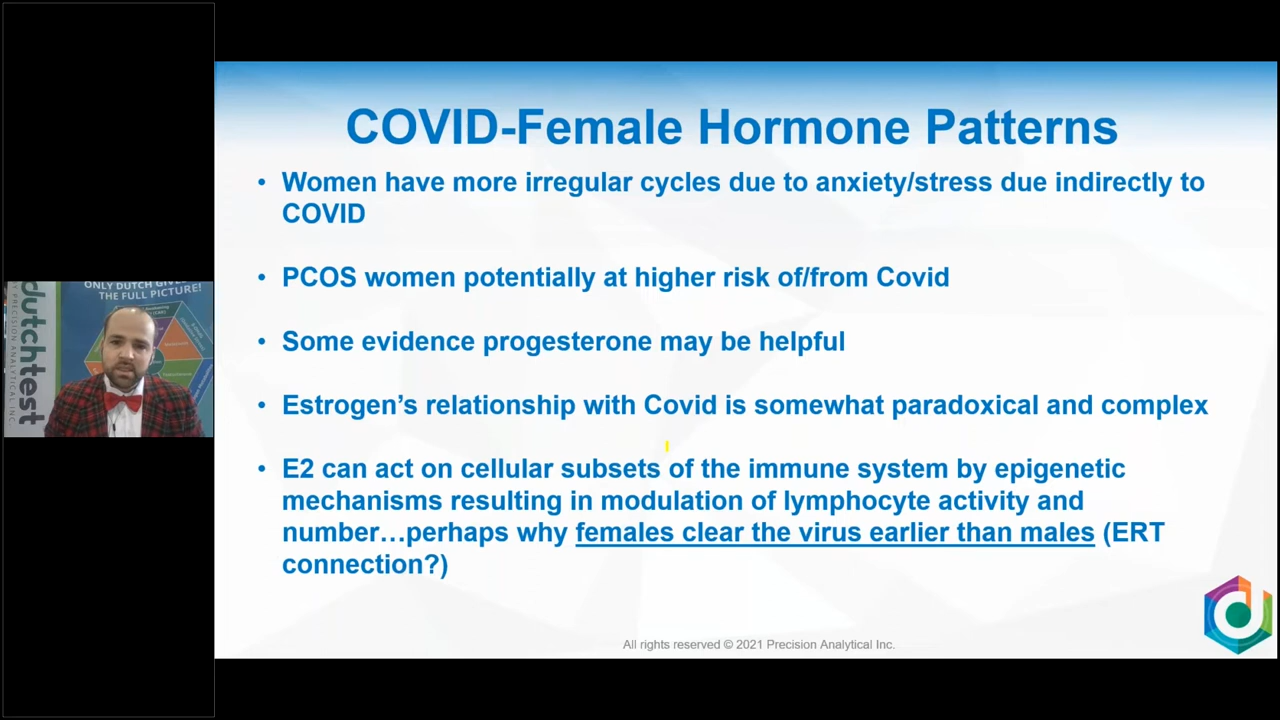 COVID-Female Hormone Patterns
• Women have more irregular cycles due to anxiety/stress due indirectly to
COVID
• PCOS women potentially at higher risk of/from Covid
• Some evidence progesterone may be helpful
• Estrogen's relationship with Covid is somewhat paradoxical and complex
• E2 can act on cellular subsets of the immune system by epigenetic
mechanisms resulting in modulation of lymphocyte activity and
number…perhaps why females clear the virus earlier than males (ERT
connection?)
All rights reserved © 2021 Precision Analytical Inc.
ONLY DUTCH
THE FULL PICTURE!
dutchtest
PRECISION ANALYTICAL INC.